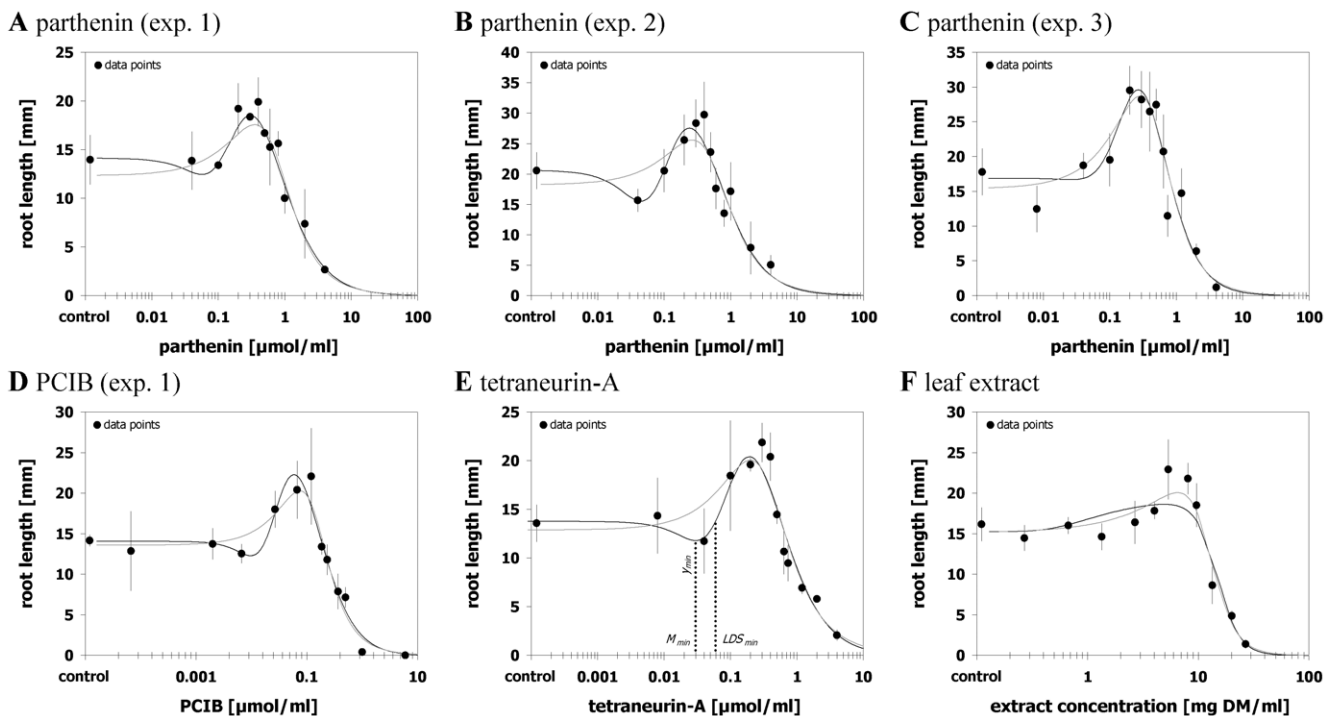 A parthenin (exp. 1)
25
20
15
10
5
0
root length [mm]
data points
control 0.01 0.1 1 10 100
parthenin [µmol/ml]
B parthenin (exp. 2)
40
35
30
25
20
15
10
5
0
root length [mm]
data points
control 0.001 0.01 0.1 1 10 100
parthenin [µmol/ml]
C parthenin (exp. 3)
35
30
25
20
15
10
5
0
root length [mm]
data points
control 0.01 0.1 1 10 100
parthenin [µmol/ml]
D PCIB (exp. 1)
30
25
20
15
10
5
0
root length [mm]
data points
control 0.001 0.1 10
PCIB [µmol/ml]
E tetraneurin-A
25
20
15
10
5
0
root length [mm]
data points
ymin
Mmin
LDSmin
control 0.001 0.01 0.1 1 10
tetraneurin-A [µmol/ml]
F leaf extract
30
25
20
15
10
5
0
root length [mm]
data points
control 1 10 100
extract concentration [mg DM/ml]